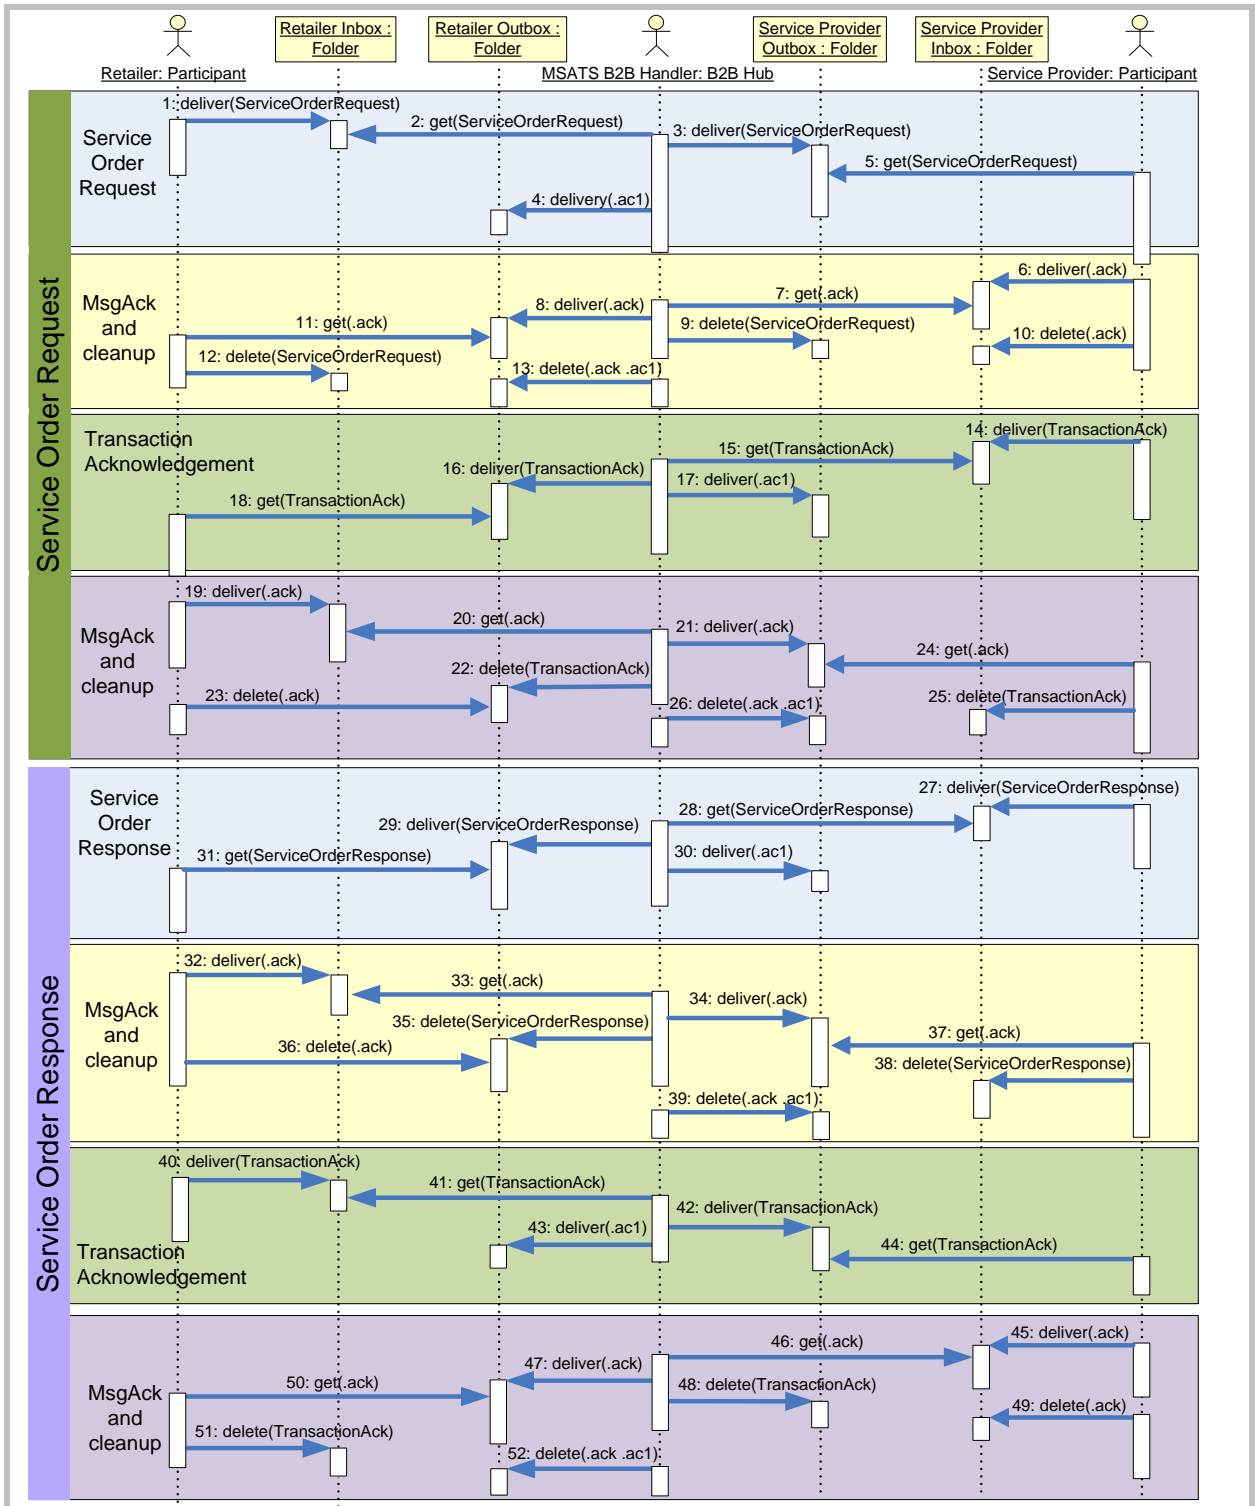 Retailer Inbox :
Folder
Retailer Outbox :
Folder
Service Provider
Outbox : Folder
Service Provider
Inbox : Folder
Retailer: Participant
MSATS B2B Handler: B2B Hub
Service Provider: Participant
Service Order Request
Service
Order
Request
1: deliver(ServiceOrderRequest)
2: get(ServiceOrderRequest)
3: deliver(ServiceOrderRequest)
5: get(ServiceOrderRequest)
4: delivery(.ac1)
MsgAck
and
cleanup
6: deliver(.ack)
7: get(.ack)
8: deliver(.ack)
9: delete(ServiceOrderRequest)
11: get(.ack)
10: delete(.ack)
12: delete(ServiceOrderRequest)
13: delete(.ack .ac1)
Transaction
Acknowledgement
14: deliver(TransactionAck)
15: get(TransactionAck)
16: deliver(TransactionAck)
17: deliver(.ac1)
18: get(TransactionAck)
MsgAck
and
cleanup
19: deliver(.ack)
20: get(.ack)
21: deliver(.ack)
24: get(.ack)
22: delete(TransactionAck)
23: delete(.ack)
25: delete(TransactionAck)
26: delete(.ack .ac1)
Service Order Response
Service
Order
Response
27: deliver(ServiceOrderResponse)
28: get(ServiceOrderResponse)
29: deliver(ServiceOrderResponse)
31: get(ServiceOrderResponse)
30: deliver(.ac1)
MsgAck
and
cleanup
32: deliver(.ack)
33: get(.ack)
34: deliver(.ack)
35: delete(ServiceOrderResponse)
37: get(.ack)
36: delete(.ack)
38: delete(ServiceOrderResponse)
39: delete(.ack .ac1)
Transaction
Acknowledgement
40: deliver(TransactionAck)
41: get(TransactionAck)
42: deliver(TransactionAck)
43: deliver(.ac1)
44: get(TransactionAck)
MsgAck
and
cleanup
45: deliver(.ack)
46: get(.ack)
47: deliver(.ack)
50: get(.ack)
48: delete(TransactionAck)
49: delete(.ack)
51: delete(TransactionAck)
52: delete(.ack .ac1)